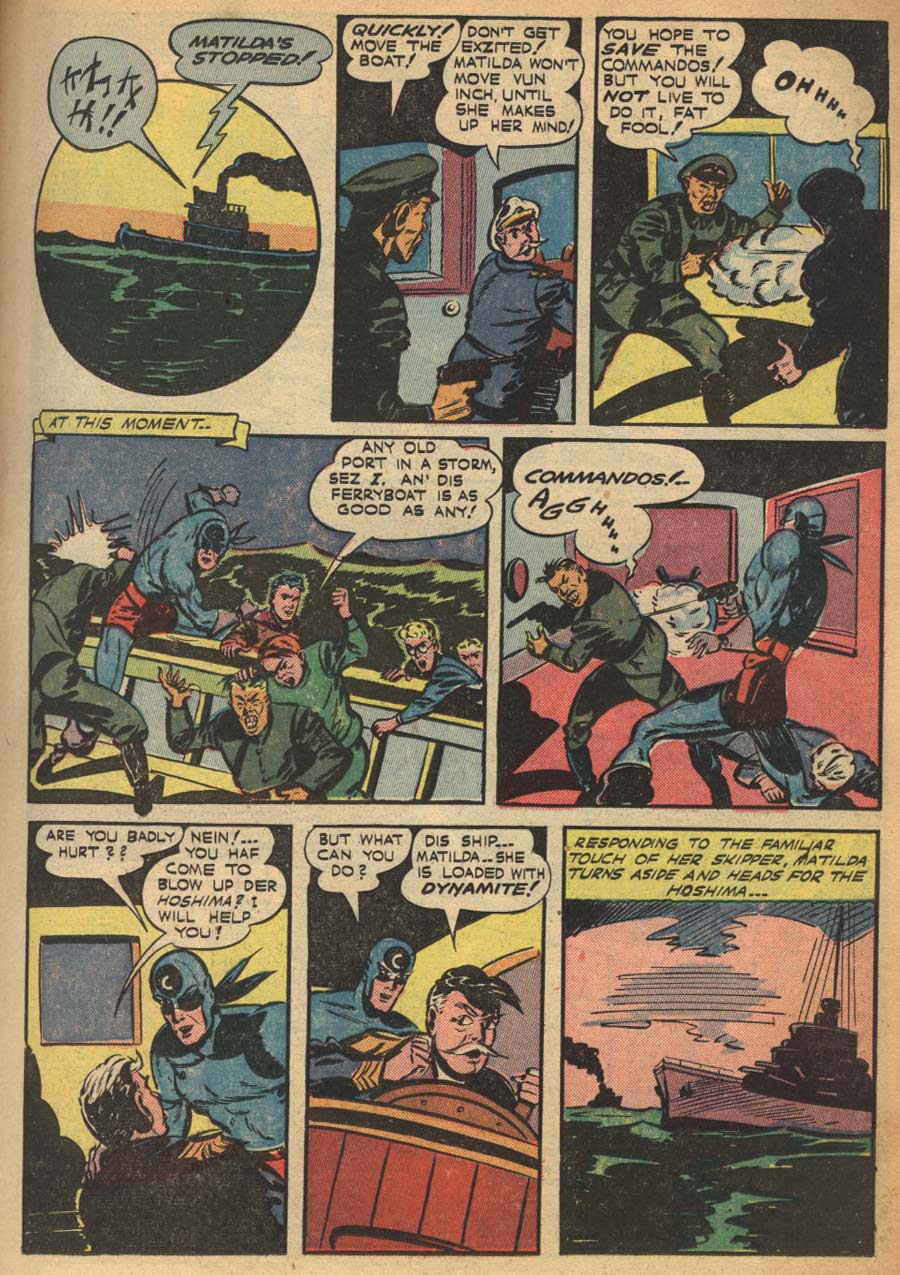 MATILDA'S
STOPPED!
QUICKLY!
MOVE THE
BOAT!
DON'T GET
EXZITED!
MATILDA WON'T
MOVE VUN
INCH, UNTIL
SHE MAKES
UP HER MIND!
YOU HOPE TO
SAVE THE
COMMANDOS!
BUT YOU WILL
NOT LIVE TO
DO IT, FAT
FOOL!
OHHHH
AT THIS MOMENT..
ANY OLD
PORT IN A STORM,
SEZ I. AN' DIS
FERRYBOAT IS AS
GOOD AS ANY!
COMMANDOS!..
AGGHHHH
ARE YOU BADLY
HURT??
NEIN!...
YOU HAF
COME TO
BLOW UP DER
HOSHIMA? I
WILL HELP
YOU!
BUT WHAT
CAN YOU
DO?
DIS SHIP...
MATILDA.. SHE
IS LOADED WITH
DYNAMITE!
RESPONDING TO THE FAMILIAR
TOUCH OF HER SKIPPER, MATILDA
TURNS ASIDE AND HEADS FOR THE
HOSHIMA...